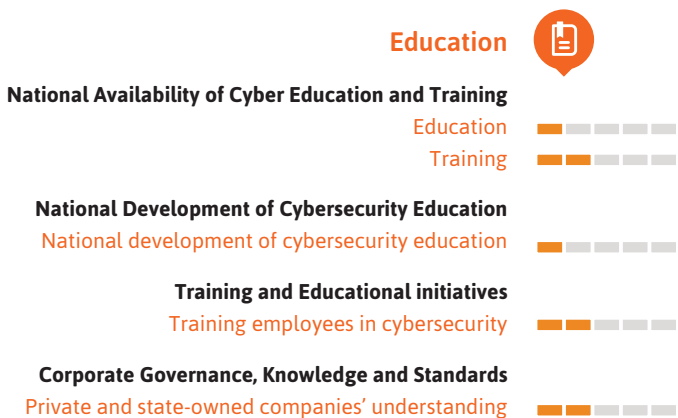 Education
National Availability of Cyber Education and Training
Education
Training
National Development of Cybersecurity Education
National development of cybersecurity education
Training and Educational initiatives
Training employees in cybersecurity
Corporate Governance, Knowledge and Standards
Private and state-owned companies’ understanding